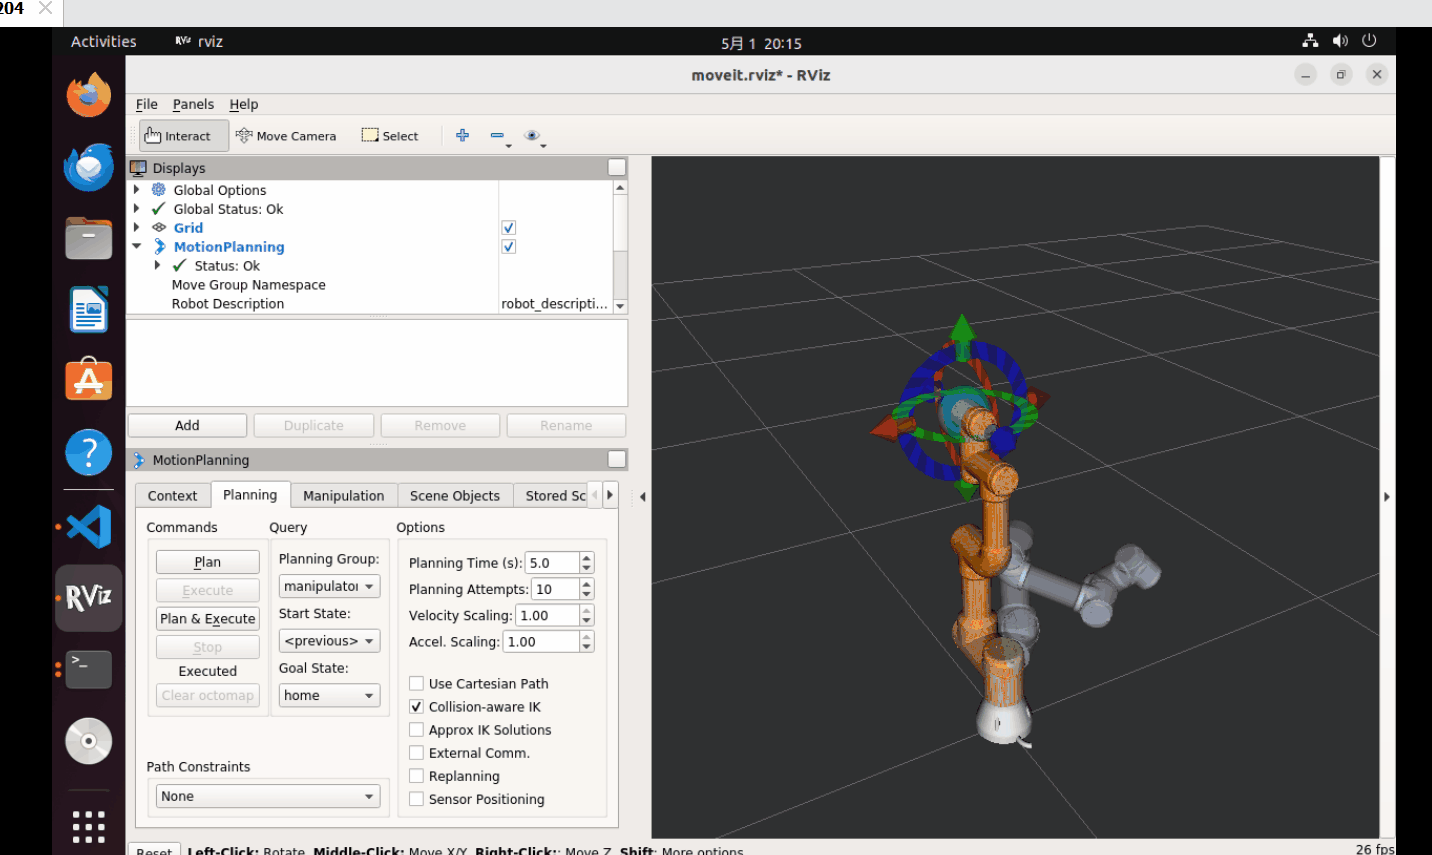 204
Activities RViz rviz 5月 1 20:15
moveit.rviz* - RViz
File Panels Help
Interact Move Camera Select
Displays
Global Options
Global Status: Ok
Grid
MotionPlanning
Status: Ok
Move Group Namespace
Robot Description robot_descripti...
Add Duplicate Remove Rename
MotionPlanning
Context Planning Manipulation Scene Objects Stored Sc
Commands Query Options
Plan
Execute
Plan & Execute
Stop
Executed
Clear octomap
Planning Group:
manipulator
Start State:
<previous>
Goal State:
home
Planning Time (s): 5.0
Planning Attempts: 10
Velocity Scaling: 1.00
Accel. Scaling: 1.00
Use Cartesian Path
Collision-aware IK
Approx IK Solutions
External Comm.
Replanning
Sensor Positioning
Path Constraints
None
RViz
Reset Left-Click: Rotate. Middle-Click: Move X/Y. Right-Click:: Move Z. Shift: More options.
26 fps